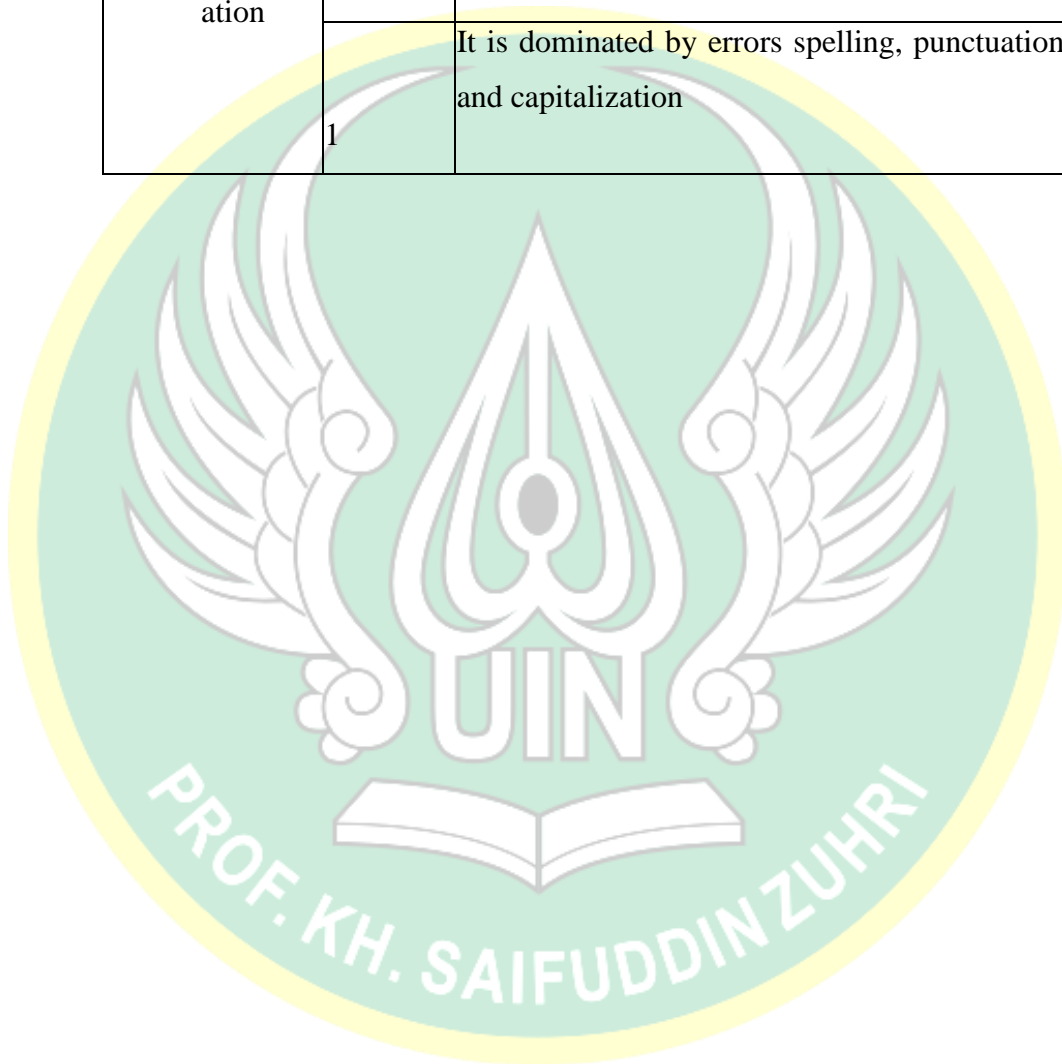 ation
It is dominated by errors spelling, punctuation
and capitalization
1
UIN
PROF. KH. SAIFUDDIN ZUHRI